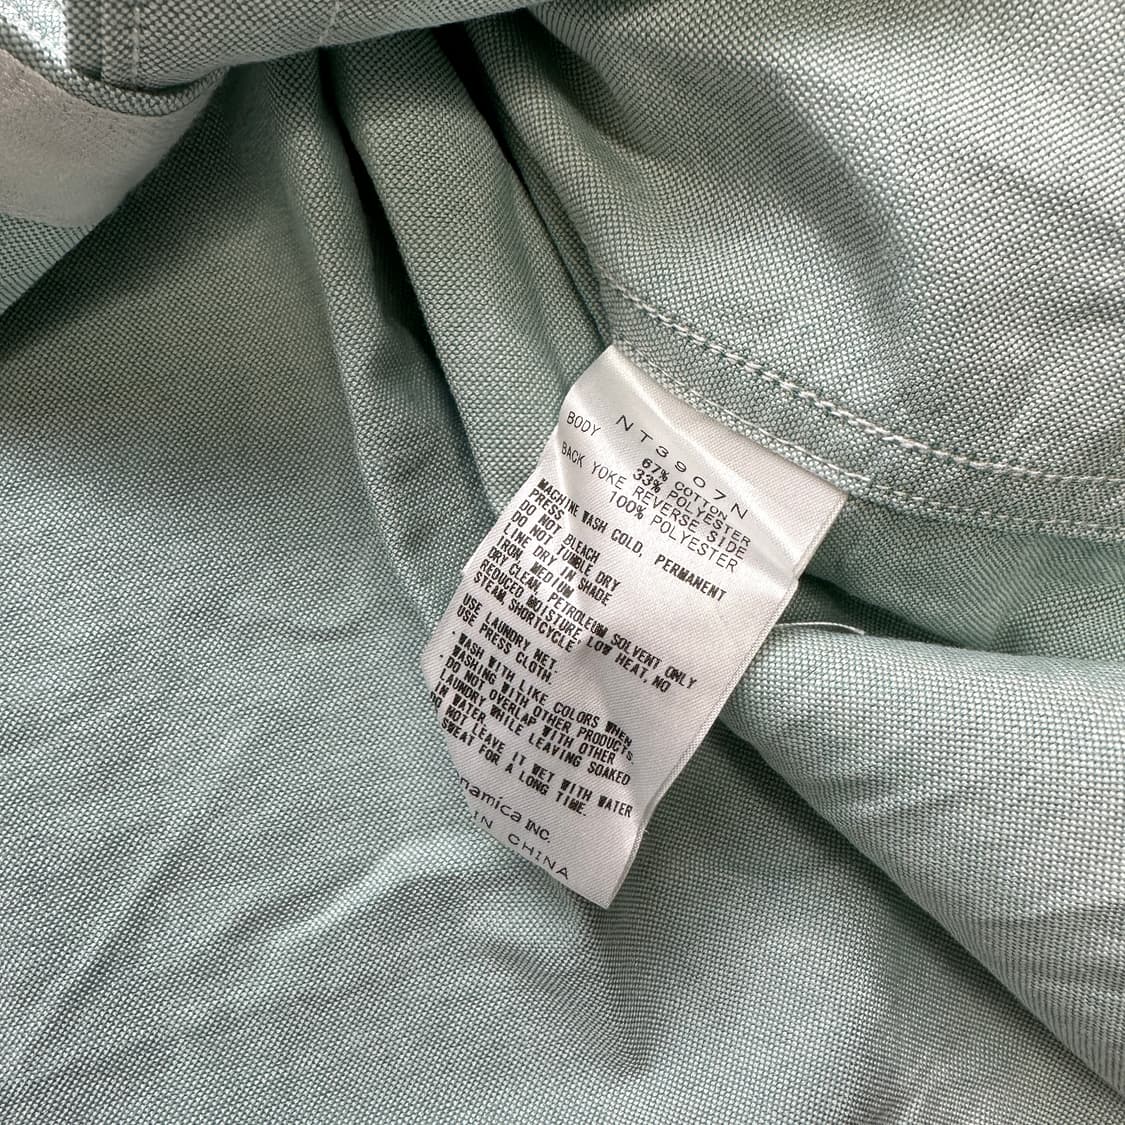 NT3907N
BODY 67% COTTON
33% POLYESTER
BACK YOKE REVERSE SIDE
100% POLYESTER
MACHINE WASH COLD, PERMANENT
PRESS
DO NOT BLEACH
DO NOT TUMBLE DRY
LINE DRY IN SHADE
IRON, MEDIUM
DRY CLEAN, PETROLEUM SOLVENT ONLY
REDUCED MOISTURE, LOW HEAT, NO
STEAM, SHORTCYCLE
USE LAUNDRY NET.
USE PRESS CLOTH.
・WASH WITH LIKE COLORS WHEN
WASHING WITH OTHER PRODUCTS.
・DO NOT OVERLAP WITH OTHER
LAUNDRY WHILE LEAVING SOAKED
IN WATER
DO NOT LEAVE IT WET WITH WATER
SWEAT FOR A LONG TIME.
namica INC.
IN CHINA